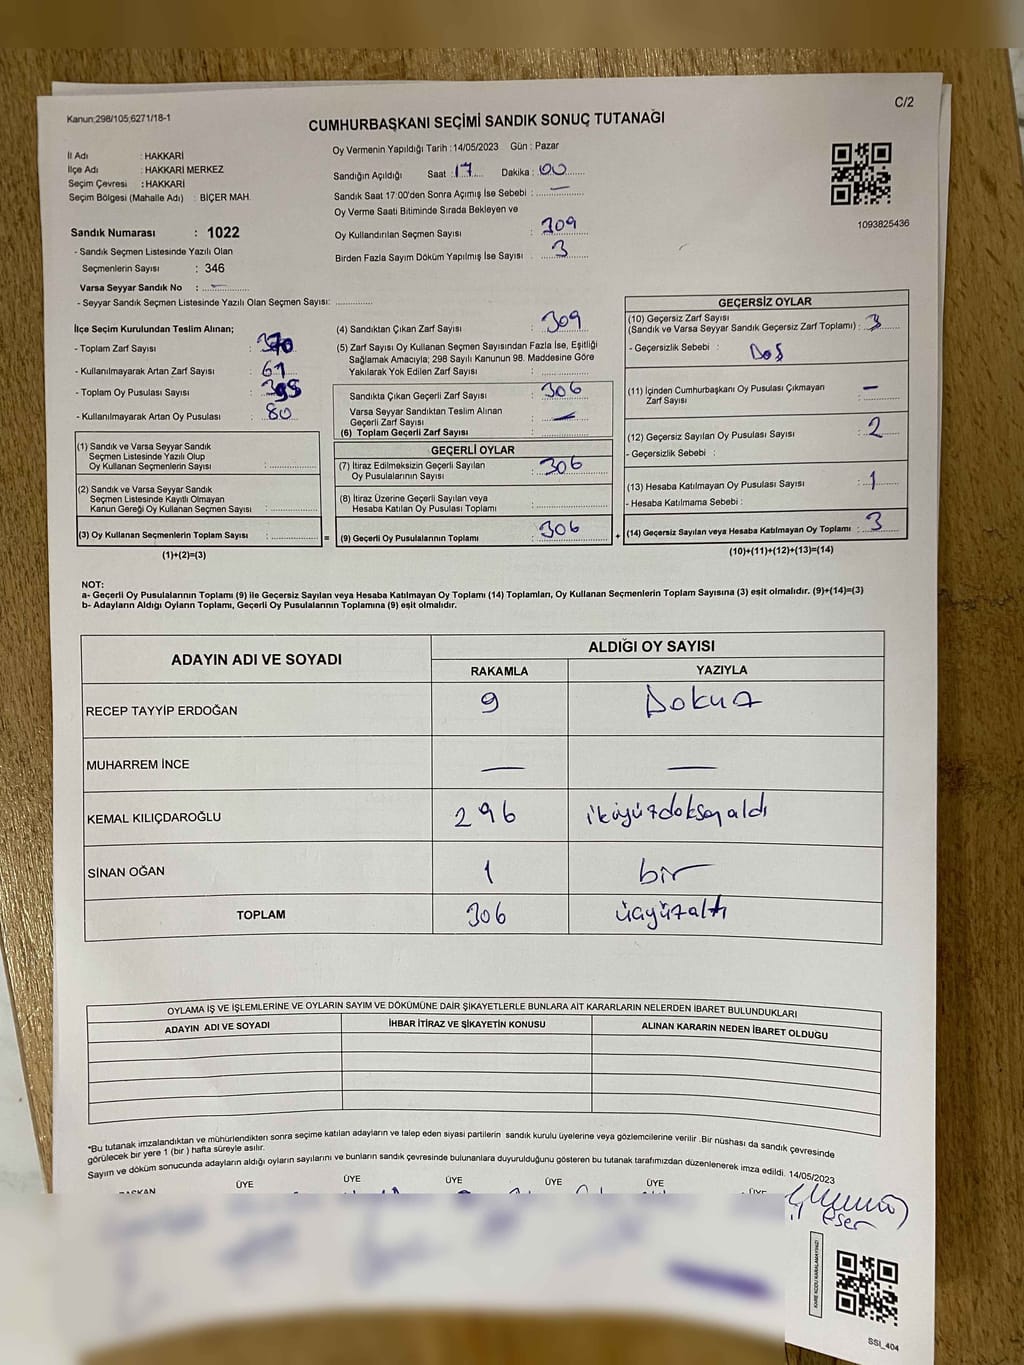 Kanun;298/105;6271/18-1
C/2
CUMHURBAŞKANI SEÇİMİ SANDIK SONUÇ TUTANAĞI
İl Adı : HAKKARİ
İlçe Adı : HAKKARİ MERKEZ
Seçim Çevresi : HAKKARİ
Seçim Bölgesi (Mahalle Adı) : BİÇER MAH.
Oy Vermenin Yapıldığı Tarih :14/05/2023 Gün : Pazar
Sandığın Açıldığı Saat : 17 Dakika : 00
Sandık Saat 17:00'den Sonra Açımış İse Sebebi : —
Oy Verme Saati Bitiminde Sırada Bekleyen ve
Oy Kullandırılan Seçmen Sayısı : 309
Birden Fazla Sayım Döküm Yapılmış İse Sayısı : 3
1093825436
Sandık Numarası : 1022
- Sandık Seçmen Listesinde Yazılı Olan
Seçmenlerin Sayısı : 346
Varsa Seyyar Sandık No : —
- Seyyar Sandık Seçmen Listesinde Yazılı Olan Seçmen Sayısı:
İlçe Seçim Kurulundan Teslim Alınan;
- Toplam Zarf Sayısı : 370
- Kullanılmayarak Artan Zarf Sayısı : 61
- Toplam Oy Pusulası Sayısı :
- Kullanılmayarak Artan Oy Pusulası : 80
(1) Sandık ve Varsa Seyyar Sandık
Seçmen Listesinde Yazılı Olup
Oy Kullanan Seçmenlerin Sayısı :
(2) Sandık ve Varsa Seyyar Sandık
Seçmen Listesinde Kayıtlı Olmayan
Kanun Gereği Oy Kullanan Seçmen Sayısı :
(3) Oy Kullanan Seçmenlerin Toplam Sayısı :
=
(1)+(2)=(3)
(4) Sandıktan Çıkan Zarf Sayısı : 309
(5) Zarf Sayısı Oy Kullanan Seçmen Sayısından Fazla İse, Eşitliği
Sağlamak Amacıyla; 298 Sayılı Kanunun 98. Maddesine Göre
Yakılarak Yok Edilen Zarf Sayısı :
Sandıkta Çıkan Geçerli Zarf Sayısı : 306
Varsa Seyyar Sandıktan Teslim Alınan
Geçerli Zarf Sayısı : —
(6) Toplam Geçerli Zarf Sayısı :
GEÇERLİ OYLAR
(7) İtiraz Edilmeksizin Geçerli Sayılan
Oy Pusulalarının Sayısı : 306
(8) İtiraz Üzerine Geçerli Sayılan veya
Hesaba Katılan Oy Pusulası Toplamı :
(9) Geçerli Oy Pusulalarının Toplamı : 306
+
GEÇERSİZ OYLAR
(10) Geçersiz Zarf Sayısı
(Sandık ve Varsa Seyyar Sandık Geçersiz Zarf Toplamı) : 3
- Geçersizlik Sebebi : Boş
(11) İçinden Cumhurbaşkanı Oy Pusulası Çıkmayan
Zarf Sayısı : —
(12) Geçersiz Sayılan Oy Pusulası Sayısı : 2
- Geçersizlik Sebebi :
(13) Hesaba Katılmayan Oy Pusulası Sayısı : 1
- Hesaba Katılmama Sebebi :
(14) Geçersiz Sayılan veya Hesaba Katılmayan Oy Toplamı : 3
(10)+(11)+(12)+(13)=(14)
NOT:
a- Geçerli Oy Pusulalarının Toplamı (9) ile Geçersiz Sayılan veya Hesaba Katılmayan Oy Toplamı (14) Toplamları, Oy Kullanan Seçmenlerin Toplam Sayısına (3) eşit olmalıdır. (9)+(14)=(3)
b- Adayların Aldığı Oyların Toplamı, Geçerli Oy Pusulalarının Toplamına (9) eşit olmalıdır.
ADAYIN ADI VE SOYADI
ALDIĞI OY SAYISI
RAKAMLA YAZIYLA
RECEP TAYYİP ERDOĞAN 9 Dokuz
MUHARREM İNCE — —
KEMAL KILIÇDAROĞLU 296 ikiyüzdoksanaldı
SİNAN OĞAN 1 bir
TOPLAM 306 üçyüzaltı
OYLAMA İŞ VE İŞLEMLERİNE VE OYLARIN SAYIM VE DÖKÜMÜNE DAİR ŞİKAYETLERLE BUNLARA AİT KARARLARIN NELERDEN İBARET BULUNDUKLARI
ADAYIN ADI VE SOYADI İHBAR İTİRAZ VE ŞİKAYETİN KONUSU ALINAN KARARIN NEDEN İBARET OLDUĞU
*Bu tutanak imzalandıktan ve mühürlendikten sonra seçime katılan adayların ve talep eden siyasi partilerin sandık kurulu üyelerine veya gözlemcilerine verilir .Bir nüshası da sandık çevresinde
görülecek bir yere 1 (bir ) hafta süreyle asılır.
Sayım ve döküm sonucunda adayların aldığı oyların sayılarını ve bunların sandık çevresinde bulunanlara duyurulduğunu gösteren bu tutanak tarafımızdan düzenlenerek imza edildi. 14/05/2023
BAŞKAN ÜYE ÜYE ÜYE ÜYE ÜYE ÜYE
Eser
KARE KODU KARALAMAYINIZ!
SSI_404